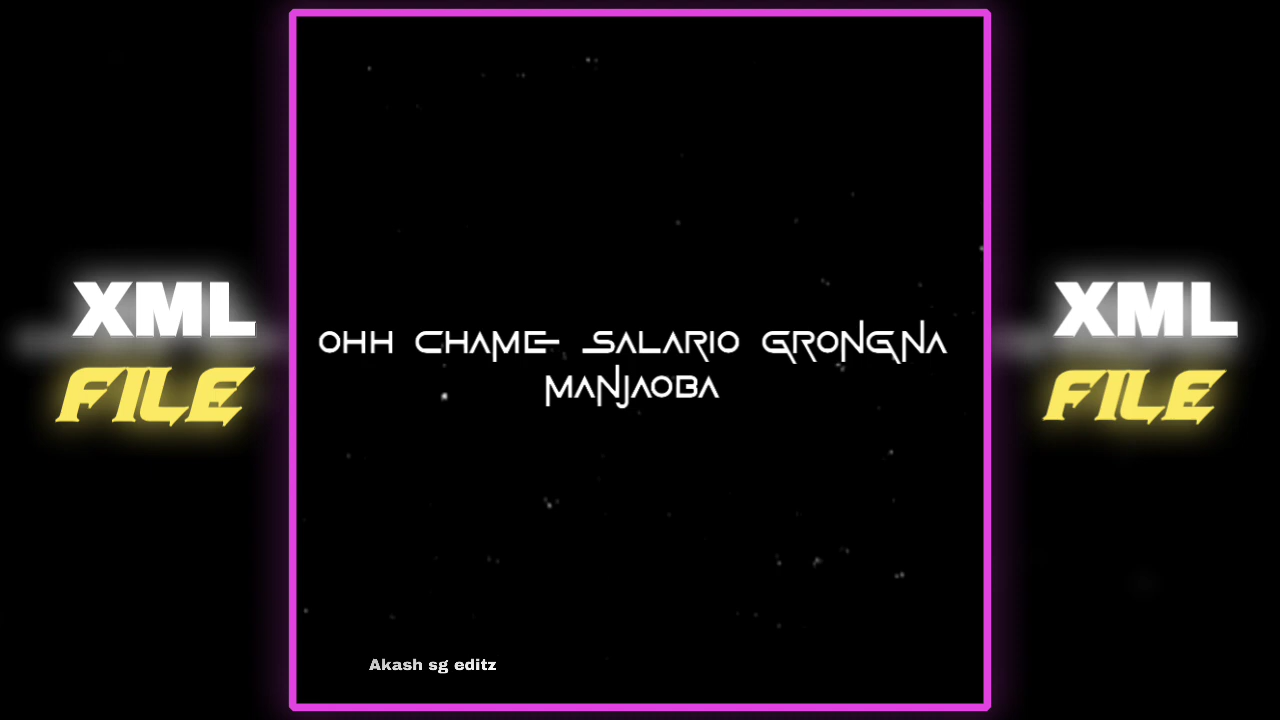 XML
FILE
OHH CHAME SALARIO GRONGNA
MANJAOBA
Akash sg editz
XML
FILE